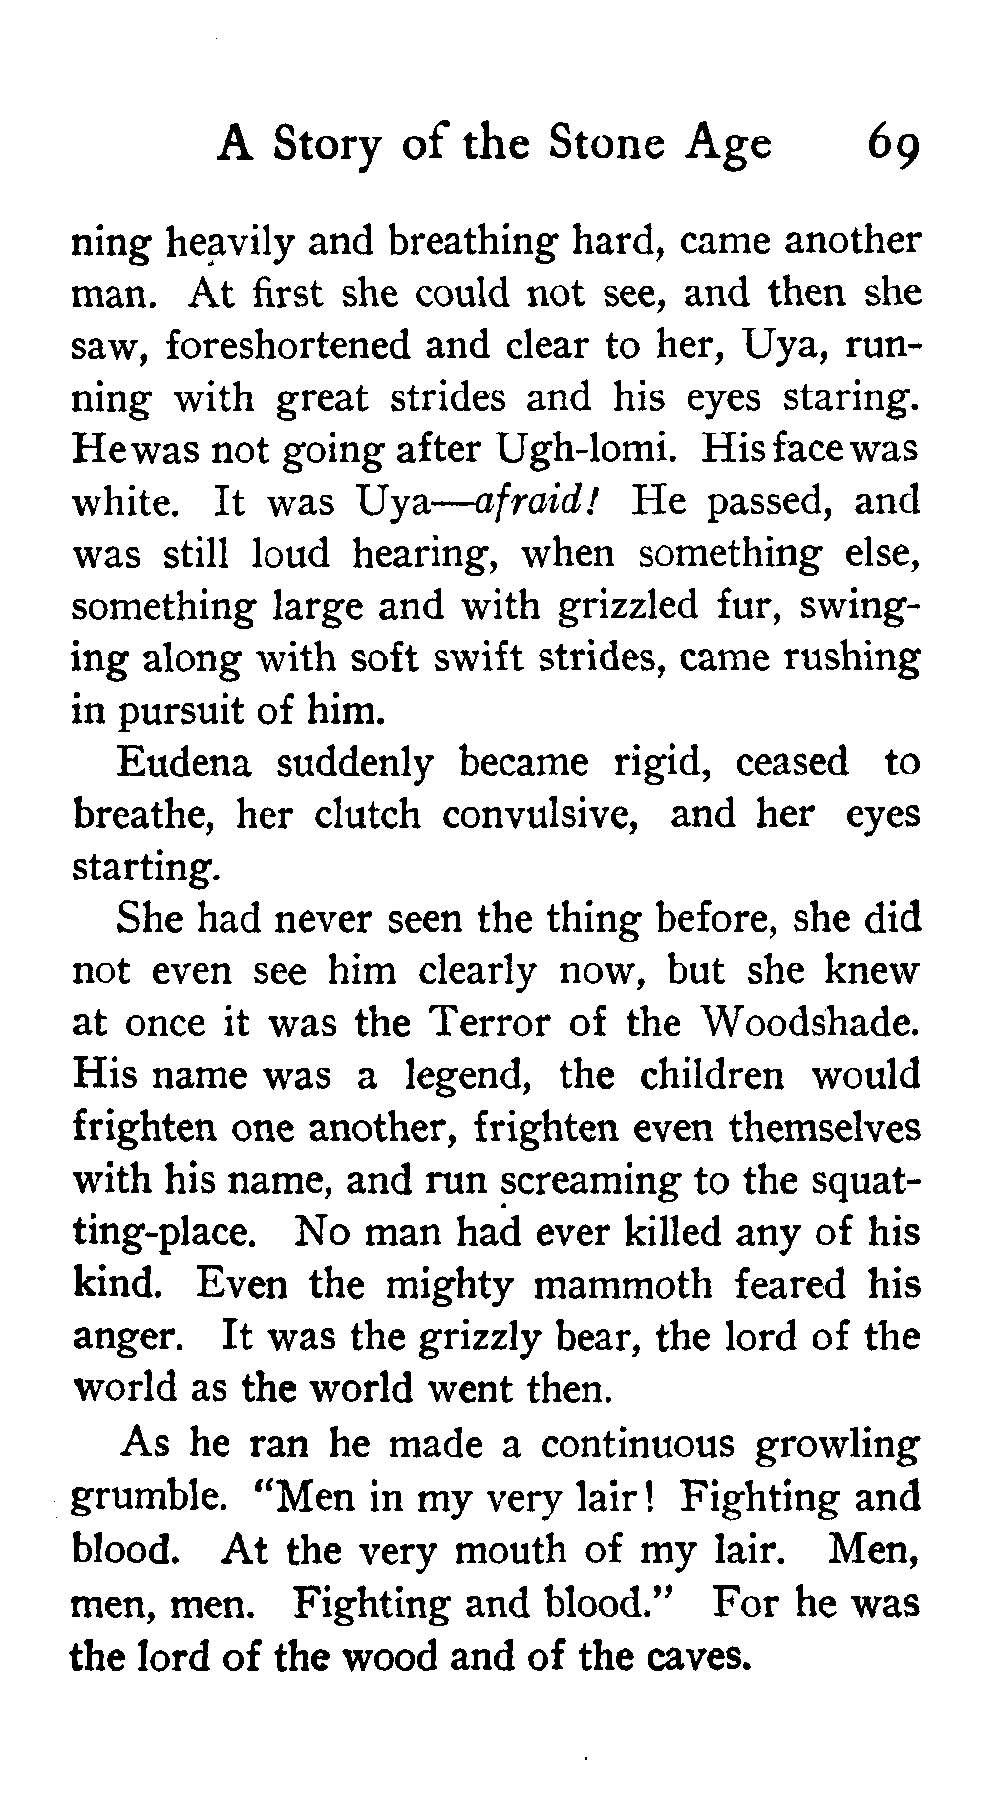 A Story of the Stone Age 69
ning heavily and breathing hard, came another
man. At first she could not see, and then she
saw, foreshortened and clear to her, Uya, run-
ning with great strides and his eyes staring.
He was not going after Ugh-lomi. His face was
white. It was Uya—afraid! He passed, and
was still loud hearing, when something else,
something large and with grizzled fur, swing-
ing along with soft swift strides, came rushing
in pursuit of him.
Eudena suddenly became rigid, ceased to
breathe, her clutch convulsive, and her eyes
starting.
She had never seen the thing before, she did
not even see him clearly now, but she knew
at once it was the Terror of the Woodshade.
His name was a legend, the children would
frighten one another, frighten even themselves
with his name, and run screaming to the squat-
ting-place. No man had ever killed any of his
kind. Even the mighty mammoth feared his
anger. It was the grizzly bear, the lord of the
world as the world went then.
As he ran he made a continuous growling
grumble. "Men in my very lair! Fighting and
blood. At the very mouth of my lair. Men,
men, men. Fighting and blood." For he was
the lord of the wood and of the caves.